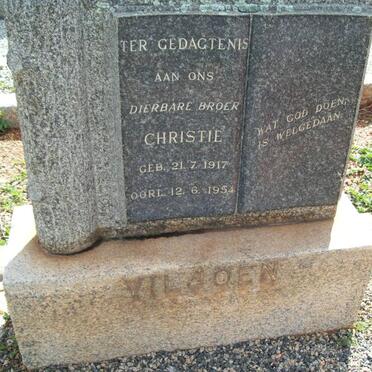 TER GEDAGTENIS
AAN ONS
DIERBARE BROER
CHRISTIE
GEB. 21.7.1917
OORL. 12.6.1954
WAT GOD DOEN,
IS WELGEDAAN.
VILJOEN